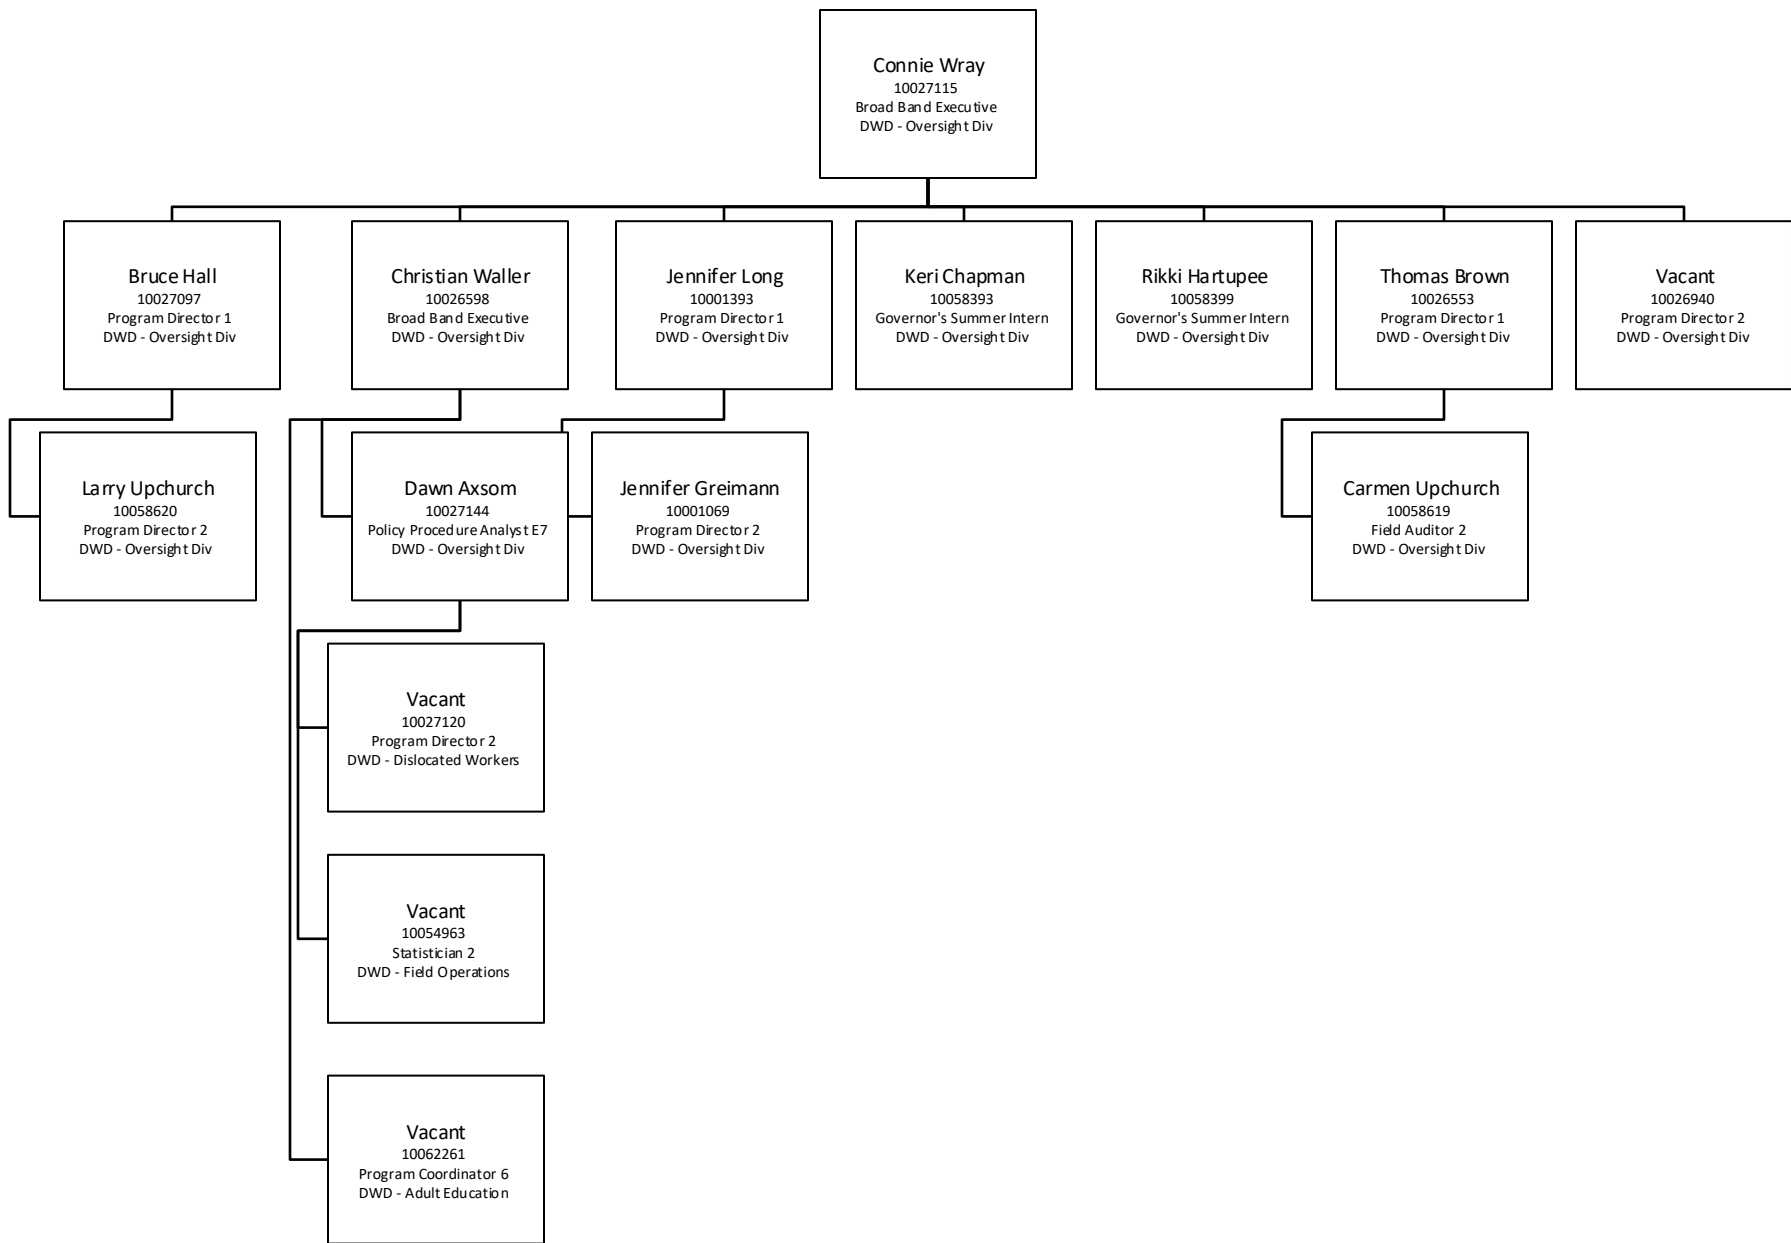 Connie Wray
10027115
Broad Band Executive
DWD - Oversight Div
Bruce Hall
10027097
Program Director 1
DWD - Oversight Div
Christian Waller
10026598
Broad Band Executive
DWD - Oversight Div
Jennifer Long
10001393
Program Director 1
DWD - Oversight Div
Keri Chapman
10058393
Governor's Summer Intern
DWD - Oversight Div
Rikki Hartupee
10058399
Governor's Summer Intern
DWD - Oversight Div
Thomas Brown
10026553
Program Director 1
DWD - Oversight Div
Vacant
10026940
Program Director 2
DWD - Oversight Div
Larry Upchurch
10058620
Program Director 2
DWD - Oversight Div
Dawn Axsom
10027144
Policy Procedure Analyst E7
DWD - Oversight Div
Jennifer Greimann
10001069
Program Director 2
DWD - Oversight Div
Carmen Upchurch
10058619
Field Auditor 2
DWD - Oversight Div
Vacant
10027120
Program Director 2
DWD - Dislocated Workers
Vacant
10054963
Statistician 2
DWD - Field Operations
Vacant
10062261
Program Coordinator 6
DWD - Adult Education